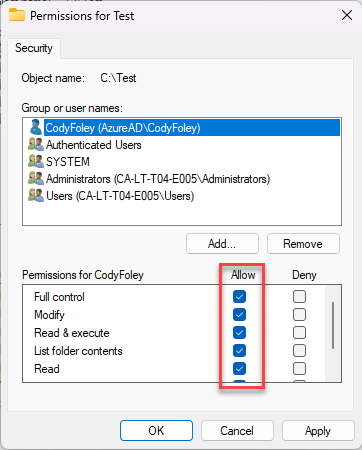 Permissions for Test
Security
Object name: C:\Test
Group or user names:
CodyFoley (AzureAD\CodyFoley)
Authenticated Users
SYSTEM
Administrators (CA-LT-T04-E005\Administrators)
Users (CA-LT-T04-E005\Users)
Add... Remove
Permissions for CodyFoley Allow Deny
Full control
Modify
Read & execute
List folder contents
Read
OK Cancel Apply